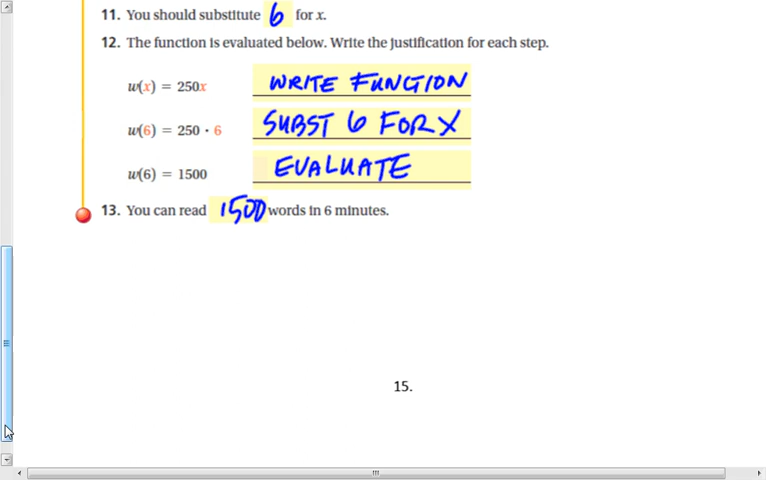 11. You should substitute 6 for x.
12. The function is evaluated below. Write the justification for each step.
w(x) = 250x WRITE FUNCTION
w(6) = 250 · 6 SUBST 6 FOR X
w(6) = 1500 EVALUATE
13. You can read 1500 words in 6 minutes.
15.